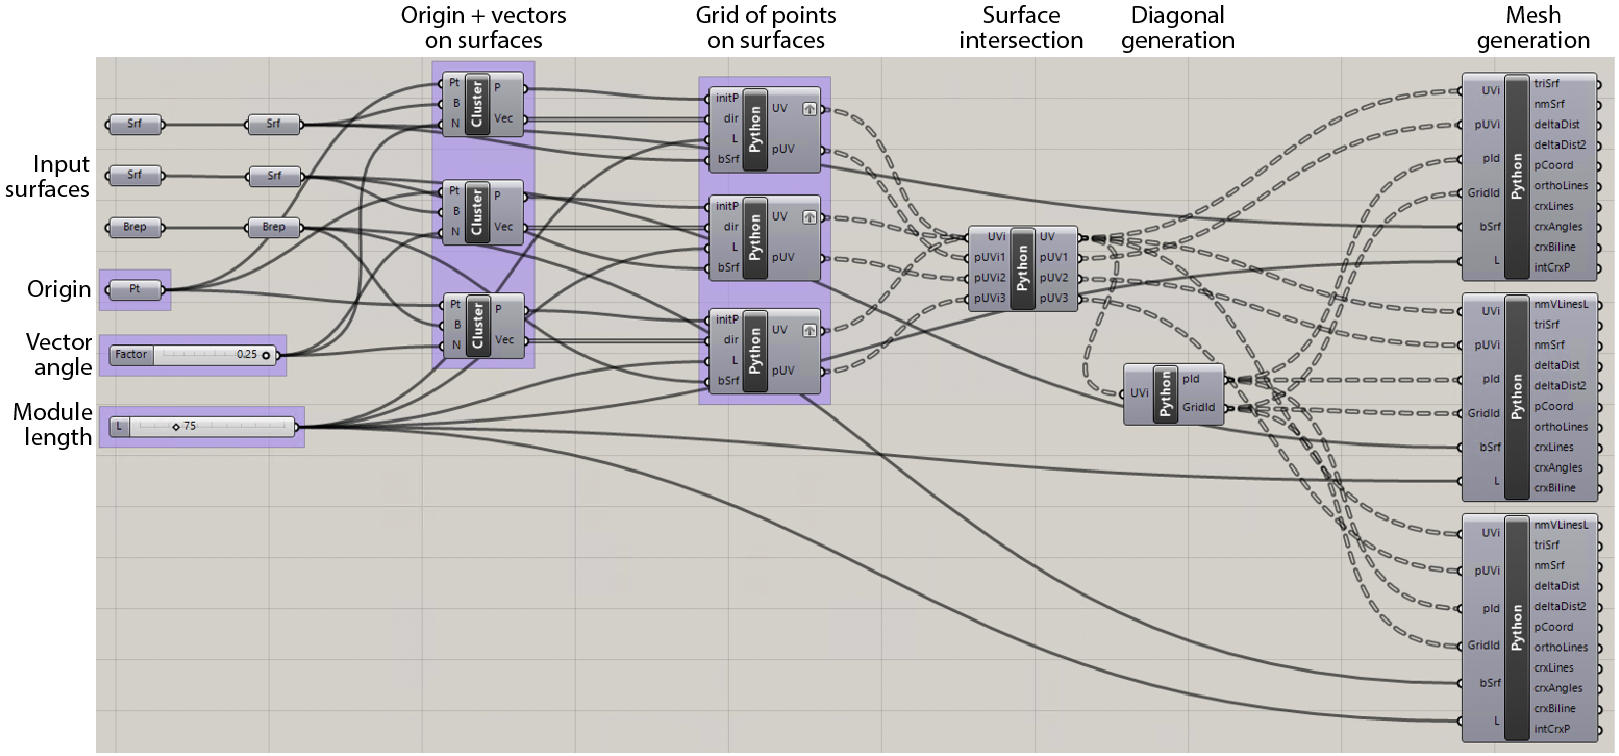 Origin + vectors
on surfaces
Grid of points
on surfaces
Surface
intersection
Diagonal
generation
Mesh
generation
Input
surfaces
Origin
Vector
angle
Module
length
Srf
Srf
Srf
Srf
Brep
Brep
Pt
Factor
0.25
L
75
Pt
B
N
Cluster
P
Vec
Pt
B
N
Cluster
P
Vec
Pt
B
N
Cluster
P
Vec
initP
dir
L
bSrf
Python
UV
pUV
initP
dir
L
bSrf
Python
UV
pUV
initP
dir
L
bSrf
Python
UV
pUV
UVi
pUVi1
pUVi2
pUVi3
Python
UV
pUV1
pUV2
pUV3
UVi
Python
pId
GridId
UVi
pUVi
pId
GridId
bSrf
L
Python
triSrf
nmSrf
deltaDist
deltaDist2
pCoord
orthoLines
crxLines
crxAngles
crxBiline
intCrxP
UVi
pUVi
pId
GridId
bSrf
L
Python
nmVLinesL
triSrf
nmSrf
deltaDist
deltaDist2
pCoord
orthoLines
crxLines
crxAngles
crxBiline
UVi
pUVi
pId
GridId
bSrf
L
Python
nmVLinesL
triSrf
nmSrf
deltaDist
deltaDist2
pCoord
orthoLines
crxLines
crxAngles
crxBiline
intCrxP